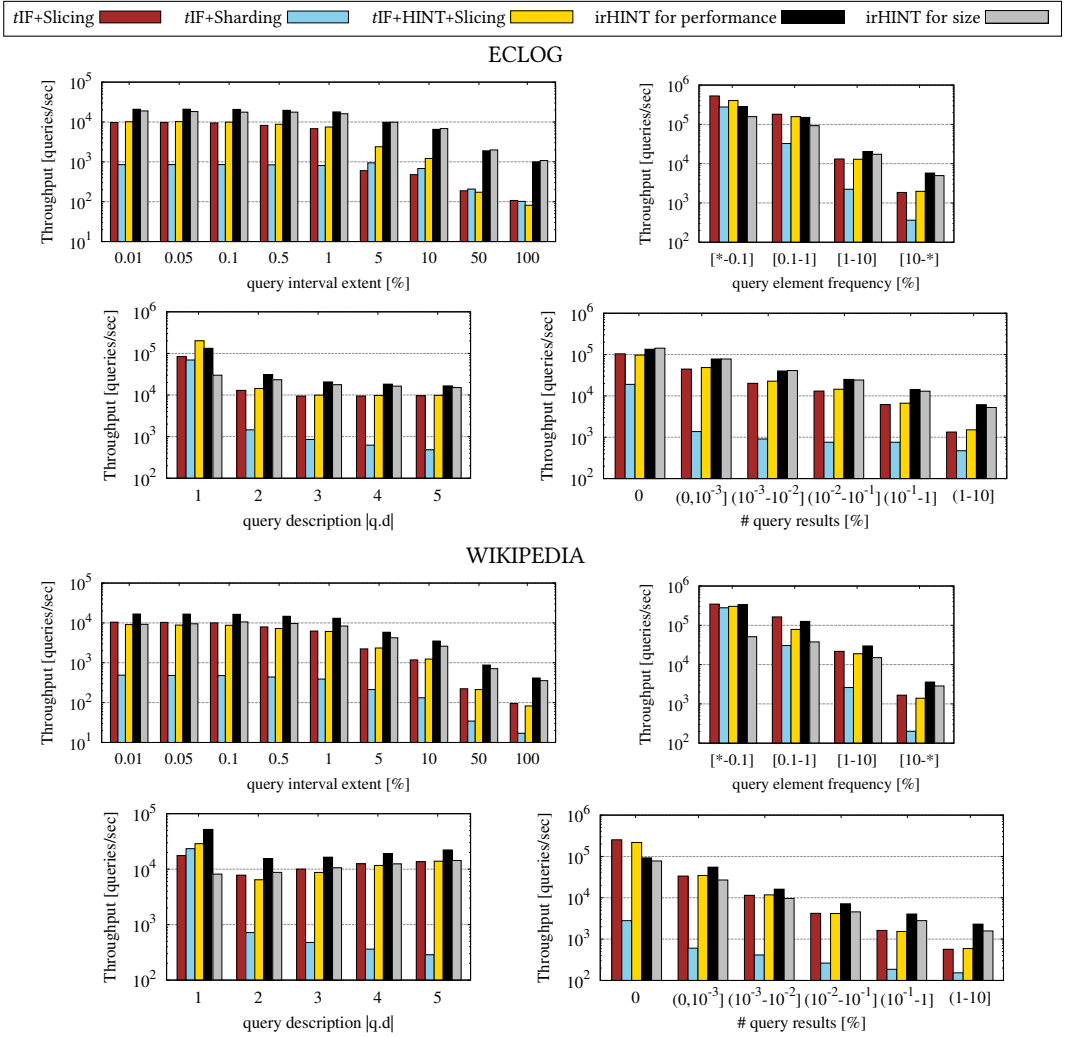 tIF+Slicing tIF+Sharding tIF+HINT+Slicing irHINT for performance irHINT for size
ECLOG
Throughput [queries/sec]
10^5
10^4
10^3
10^2
10^1
0.01 0.05 0.1 0.5 1 5 10 50 100
query interval extent [%]
Throughput [queries/sec]
10^6
10^5
10^4
10^3
10^2
[*-0.1] [0.1-1] [1-10] [10-*]
query element frequency [%]
Throughput [queries/sec]
10^6
10^5
10^4
10^3
10^2
1 2 3 4 5
query description |q.d|
Throughput [queries/sec]
10^6
10^5
10^4
10^3
10^2
0 (0,10^-3] (10^-3-10^-2] (10^-2-10^-1] (10^-1-1] (1-10]
# query results [%]
WIKIPEDIA
Throughput [queries/sec]
10^5
10^4
10^3
10^2
10^1
0.01 0.05 0.1 0.5 1 5 10 50 100
query interval extent [%]
Throughput [queries/sec]
10^6
10^5
10^4
10^3
10^2
[*-0.1] [0.1-1] [1-10] [10-*]
query element frequency [%]
Throughput [queries/sec]
10^5
10^4
10^3
10^2
1 2 3 4 5
query description |q.d|
Throughput [queries/sec]
10^6
10^5
10^4
10^3
10^2
0 (0,10^-3] (10^-3-10^-2] (10^-2-10^-1] (10^-1-1] (1-10]
# query results [%]